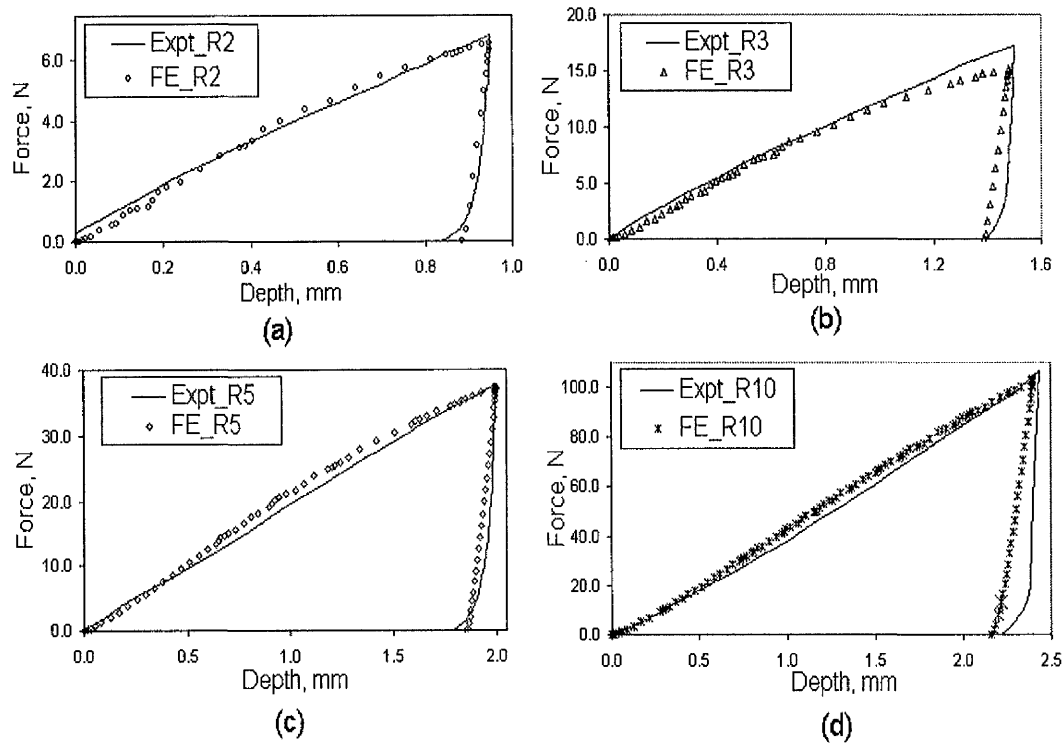 Expt_R2
FE_R2
Force, N
6.0
4.0
2.0
0.0
0.0 0.2 0.4 0.6 0.8 1.0
Depth, mm
(a)
Expt_R3
FE_R3
Force, N
20.0
15.0
10.0
5.0
0.0
0.0 0.4 0.8 1.2 1.6
Depth, mm
(b)
Expt_R5
FE_R5
Force, N
40.0
30.0
20.0
10.0
0.0
0.0 0.5 1.0 1.5 2.0
Depth, mm
(c)
Expt_R10
FE_R10
Force, N
100.0
80.0
60.0
40.0
20.0
0.0
0.0 0.5 1.0 1.5 2.0 2.5
Depth, mm
(d)